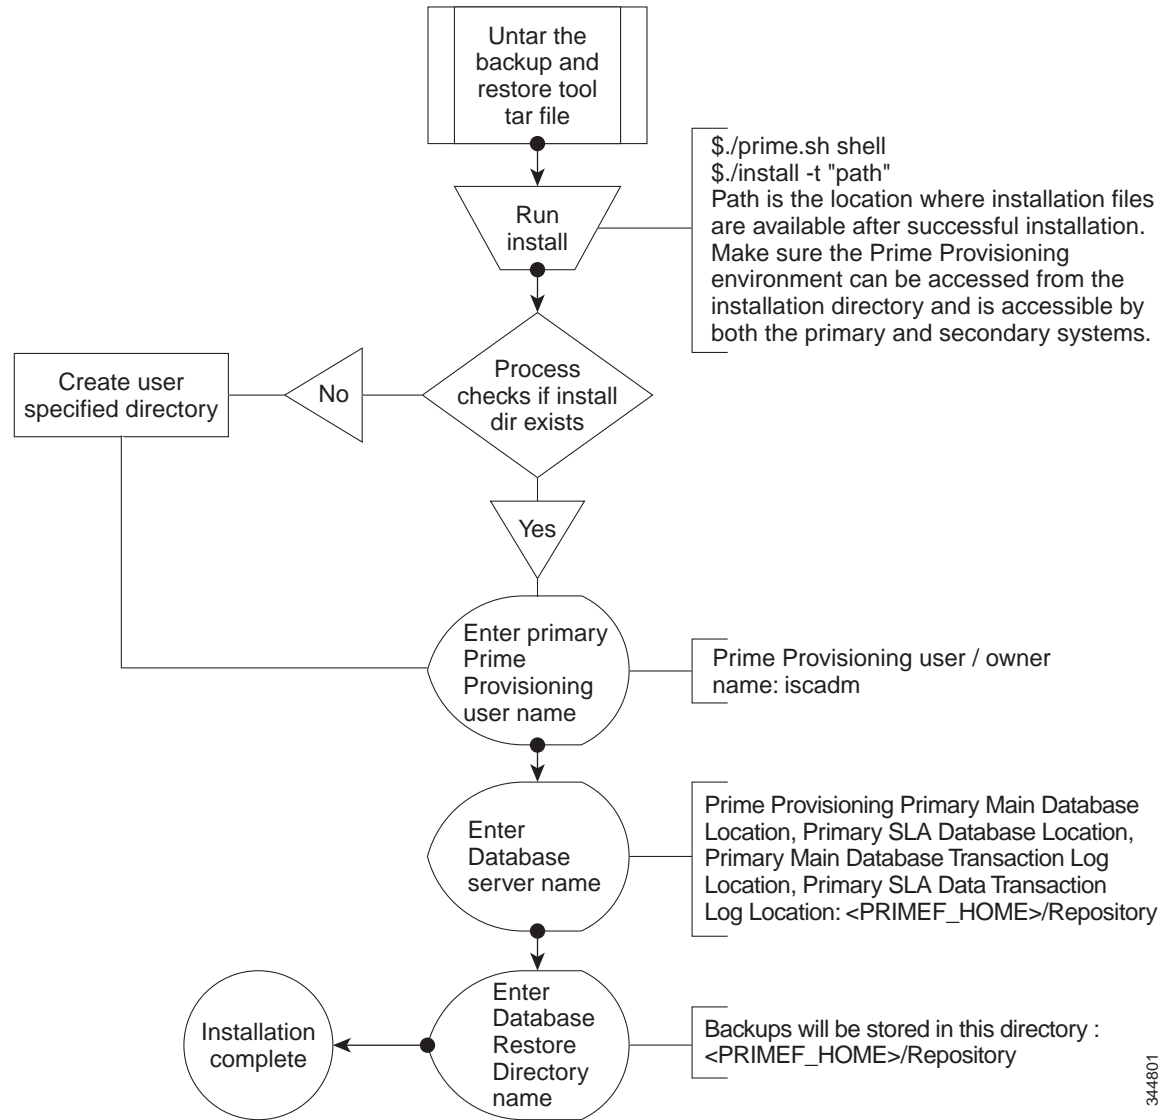 Untar the
backup and
restore tool
tar file
$./prime.sh shell
$./install -t "path"
Path is the location where installation files
are available after successful installation.
Make sure the Prime Provisioning
environment can be accessed from the
installation directory and is accessible by
both the primary and secondary systems.
Run
install
Process
checks if install
dir exists
No
Create user
specified directory
Yes
Enter primary
Prime
Provisioning
user name
Prime Provisioning user / owner
name: iscadm
Enter
Database
server name
Prime Provisioning Primary Main Database
Location, Primary SLA Database Location,
Primary Main Database Transaction Log
Location, Primary SLA Data Transaction
Log Location: <PRIMEF_HOME>/Repository
Enter
Database
Restore
Directory
name
Backups will be stored in this directory :
<PRIMEF_HOME>/Repository
Installation
complete
344801